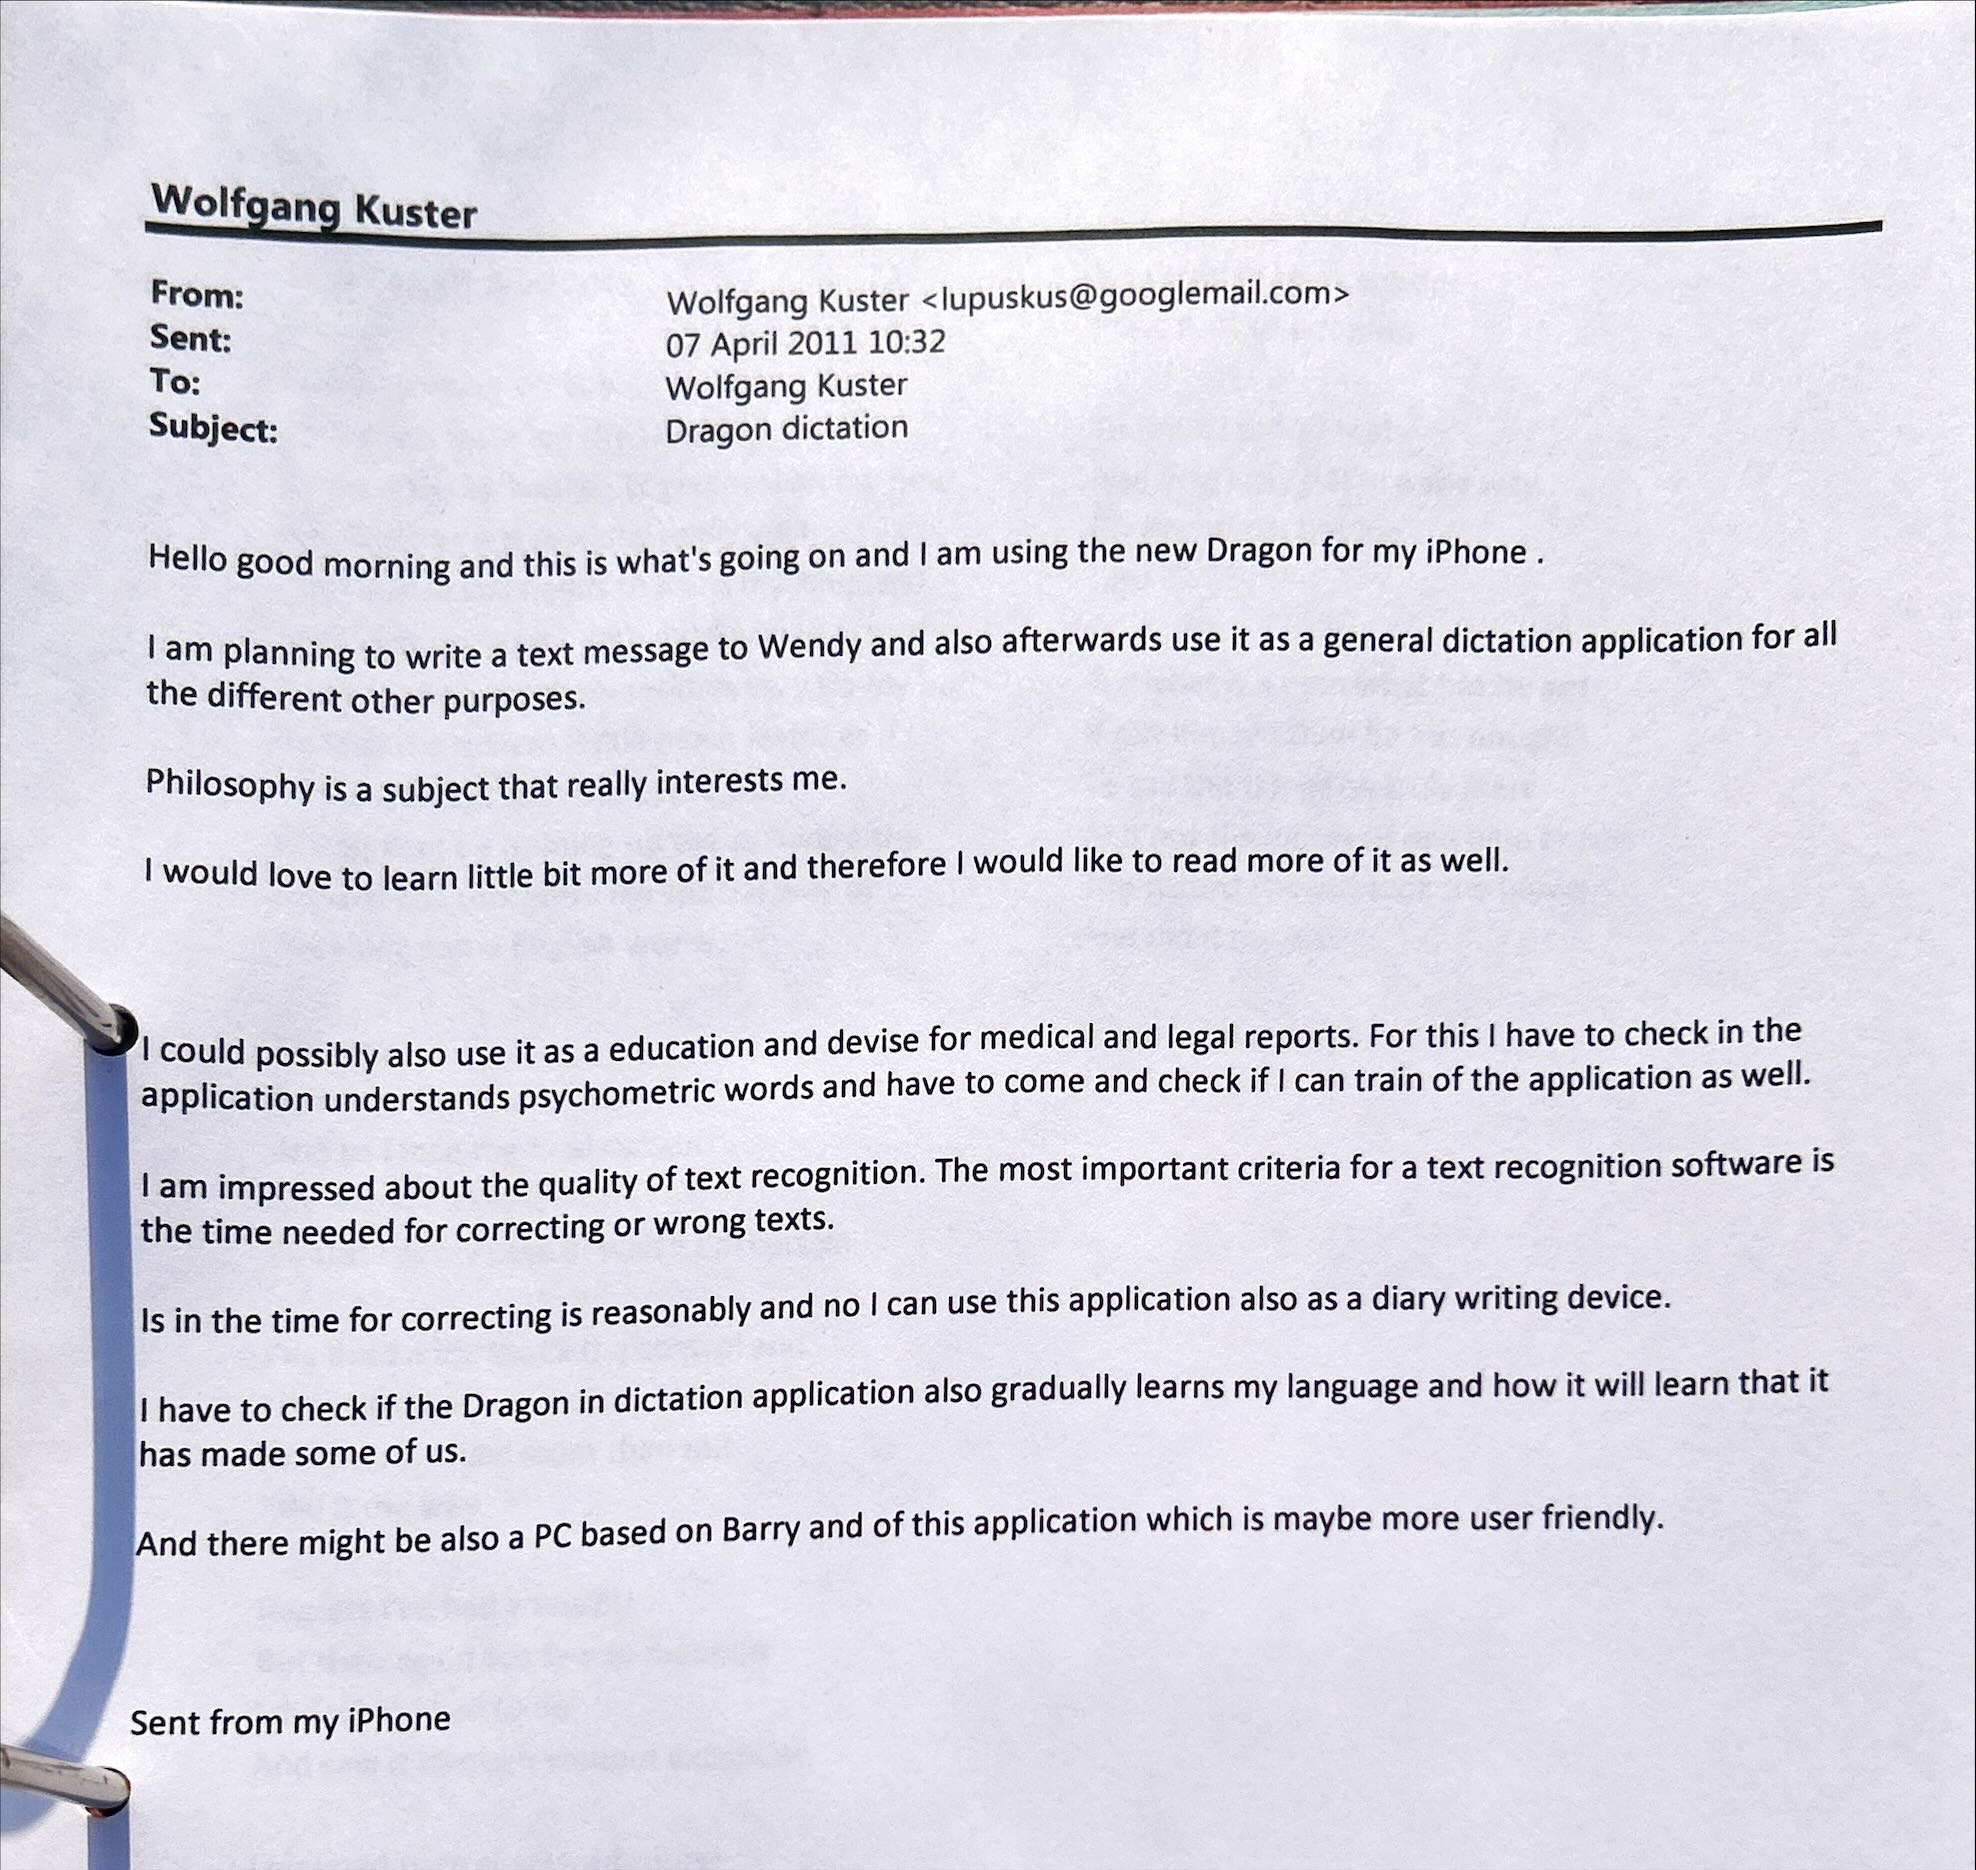 Wolfgang Kuster
From: Wolfgang Kuster <lupuskus@googlemail.com>
Sent: 07 April 2011 10:32
To: Wolfgang Kuster
Subject: Dragon dictation
Hello good morning and this is what's going on and I am using the new Dragon for my iPhone .
I am planning to write a text message to Wendy and also afterwards use it as a general dictation application for all
the different other purposes.
Philosophy is a subject that really interests me.
I would love to learn little bit more of it and therefore I would like to read more of it as well.
I could possibly also use it as a education and devise for medical and legal reports. For this I have to check in the
application understands psychometric words and have to come and check if I can train of the application as well.
I am impressed about the quality of text recognition. The most important criteria for a text recognition software is
the time needed for correcting or wrong texts.
Is in the time for correcting is reasonably and no I can use this application also as a diary writing device.
I have to check if the Dragon in dictation application also gradually learns my language and how it will learn that it
has made some of us.
And there might be also a PC based on Barry and of this application which is maybe more user friendly.
Sent from my iPhone